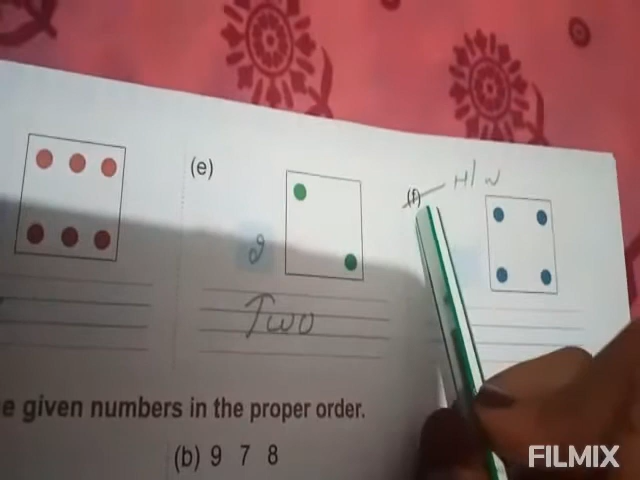 (e)
(f) H/W
2
Two
e given numbers in the proper order.
(b) 9 7 8
FILMIX